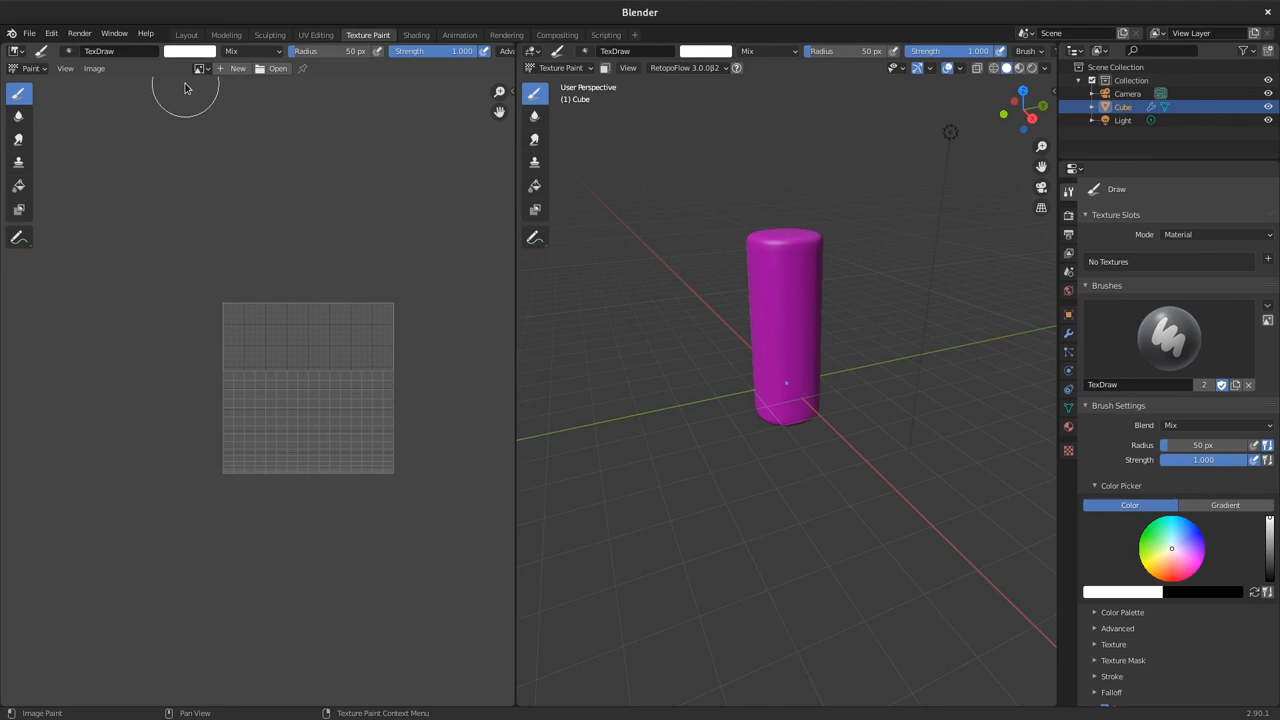 Blender
File Edit Render Window Help Layout Modeling Sculpting UV Editing Texture Paint Shading Animation Rendering Compositing Scripting Scene View Layer
TexDraw Mix Radius 50 px Strength 1.000 Adv
TexDraw Mix Radius 50 px Strength 1.000 Brush
Paint View Image New Open
Texture Paint View RetopoFlow 3.0.0β2
User Perspective
(1) Cube
Scene Collection
Collection
Camera
Cube
Light
Draw
Texture Slots
Mode Material
No Textures
Brushes
TexDraw 2
Brush Settings
Blend Mix
Radius 50 px
Strength 1.000
Color Picker
Color Gradient
Color Palette
Advanced
Texture
Texture Mask
Stroke
Falloff
Image Paint Pan View Texture Paint Context Menu 2.90.1